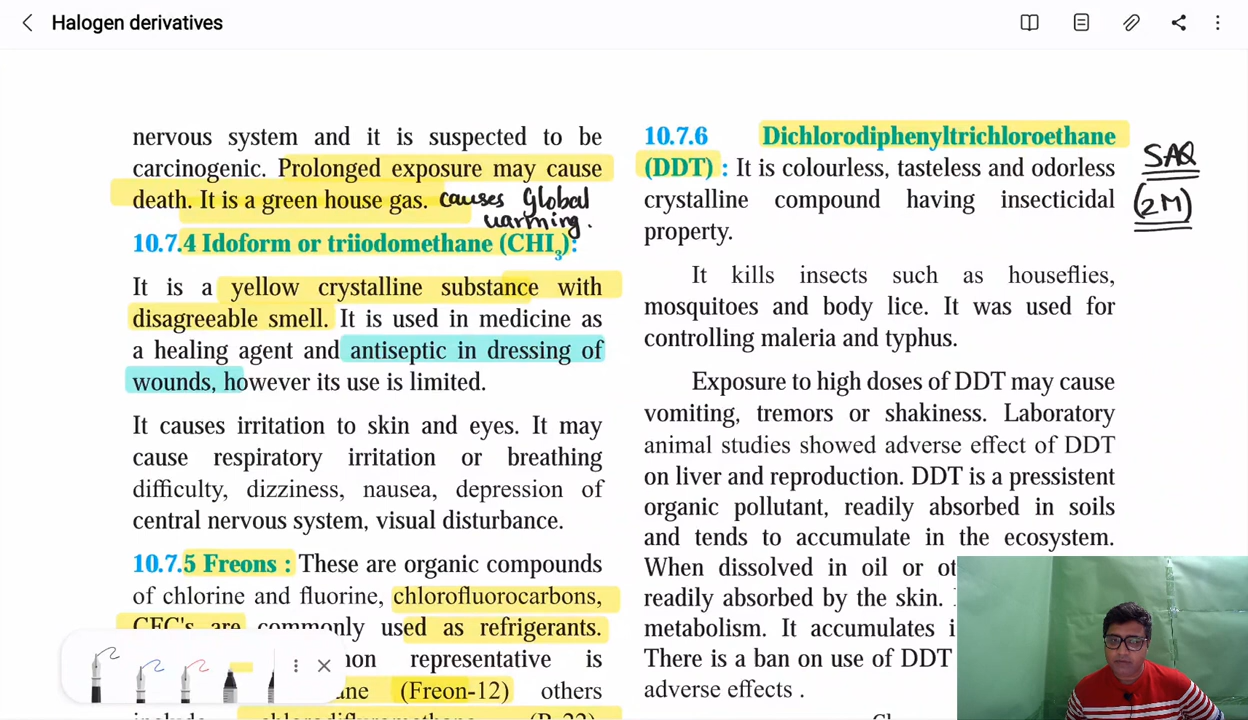 Halogen derivatives
nervous system and it is suspected to be
carcinogenic. Prolonged exposure may cause
death. It is a green house gas. causes Global
warming.
10.7.4 Idoform or triiodomethane (CHI3):
It is a yellow crystalline substance with
disagreeable smell. It is used in medicine as
a healing agent and antiseptic in dressing of
wounds, however its use is limited.
It causes irritation to skin and eyes. It may
cause respiratory irritation or breathing
difficulty, dizziness, nausea, depression of
central nervous system, visual disturbance.
10.7.5 Freons : These are organic compounds
of chlorine and fluorine, chlorofluorocarbons,
CFC's are commonly used as refrigerants.
representative is
(Freon-12) others
include chlorodifluromethane (R-22)
10.7.6 Dichlorodiphenyltrichloroethane
(DDT) : It is colourless, tasteless and odorless
crystalline compound having insecticidal
property.
SAQ
(2M)
It kills insects such as houseflies,
mosquitoes and body lice. It was used for
controlling maleria and typhus.
Exposure to high doses of DDT may cause
vomiting, tremors or shakiness. Laboratory
animal studies showed adverse effect of DDT
on liver and reproduction. DDT is a pressistent
organic pollutant, readily absorbed in soils
and tends to accumulate in the ecosystem.
When dissolved in oil or
readily absorbed by the skin.
metabolism. It accumulates
There is a ban on use of DDT
adverse effects .